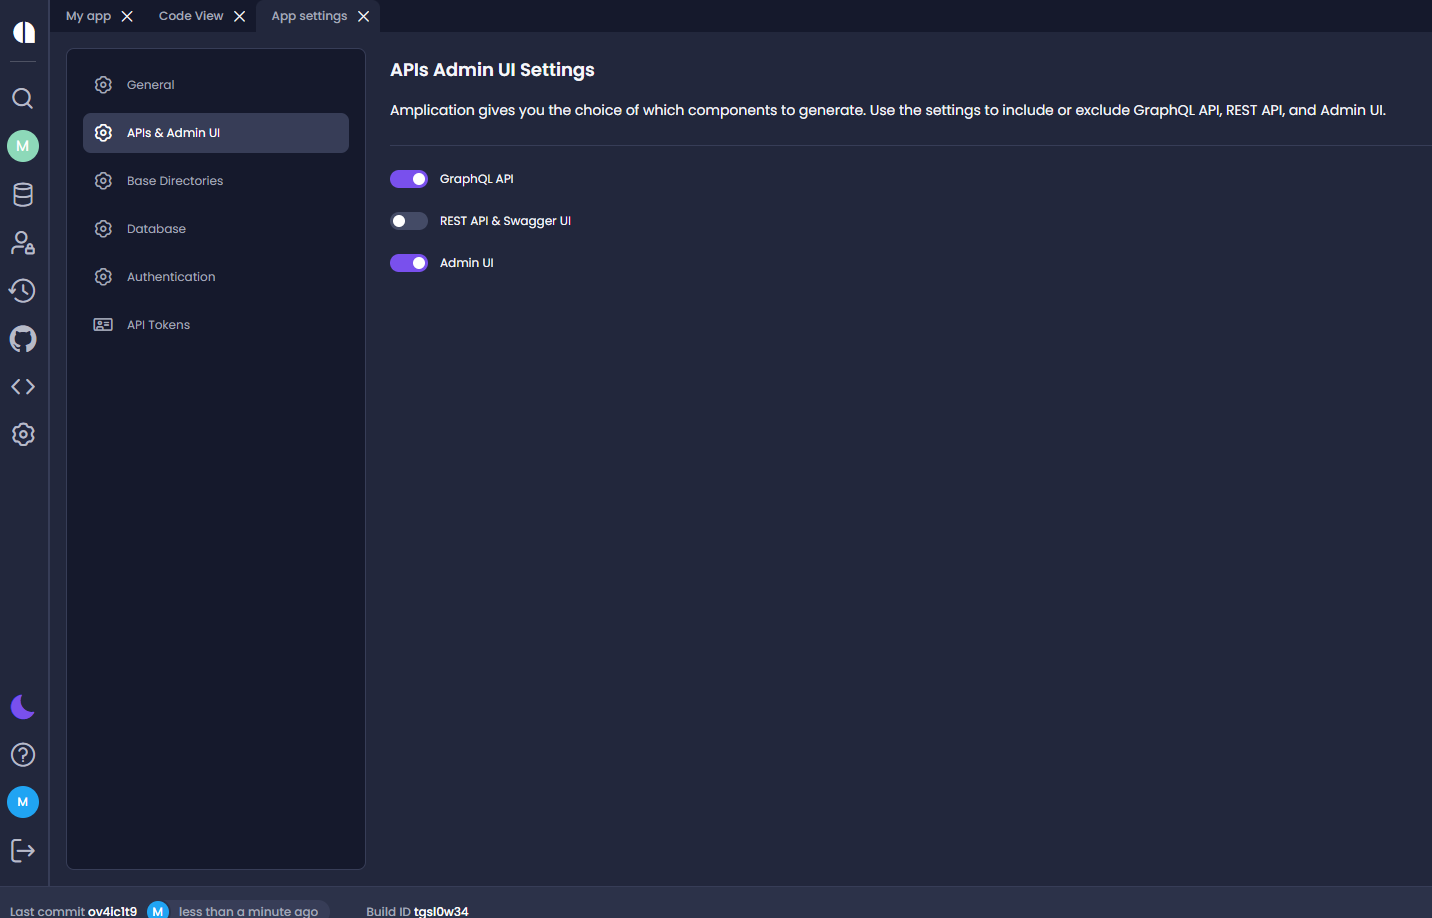 My app
Code View
App settings
General
APIs & Admin UI
Base Directories
Database
Authentication
API Tokens
APIs Admin UI Settings
Amplication gives you the choice of which components to generate. Use the settings to include or exclude GraphQL API, REST API, and Admin UI.
GraphQL API
REST API & Swagger UI
Admin UI
M
M
Last commit ov4ic1t9 M less than a minute ago Build ID tgsl0w34